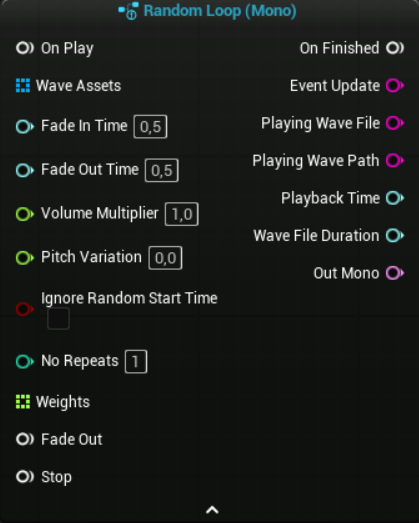 Random Loop (Mono)
On Play
On Finished
Wave Assets
Event Update
Fade In Time 0,5
Playing Wave File
Fade Out Time 0,5
Playing Wave Path
Volume Multiplier 1,0
Playback Time
Pitch Variation 0,0
Wave File Duration
Out Mono
Ignore Random Start Time
No Repeats 1
Weights
Fade Out
Stop